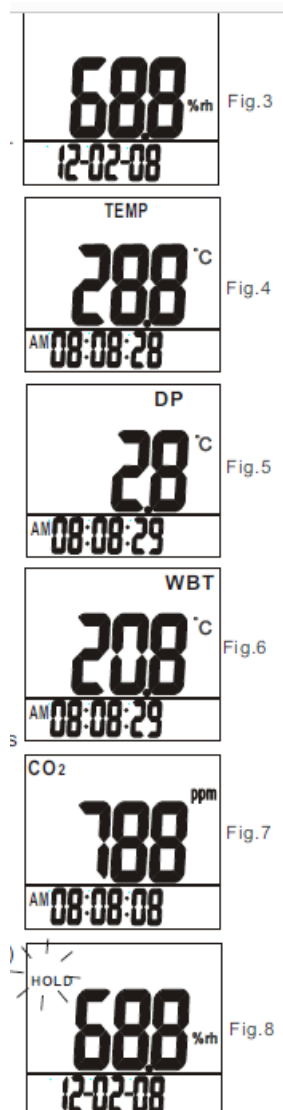 68.8 %rh Fig.3
12-02-08
TEMP
28.8 °C Fig.4
AM 08:08:28
DP
2.8 °C Fig.5
AM 08:08:29
WBT
20.8 °C Fig.6
AM 08:08:29
s
CO2
788 ppm Fig.7
AM 08:08:08
)
HOLD
68.8 %rh Fig.8
12-02-08